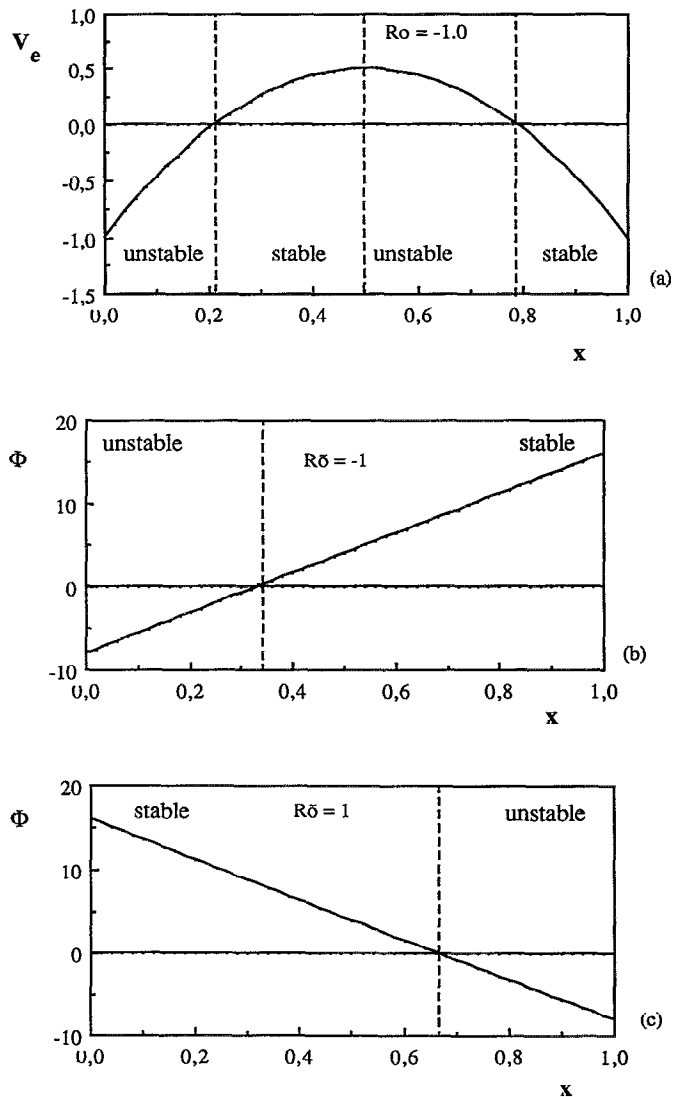 V_e
1,0
0,5
0,0
-0,5
-1.0
-1,5
Ro = -1.0
unstable stable unstable stable
(a)
0,0 0,2 0,4 0,6 0,8 1,0
x
Φ
20
10
0
-10
unstable stable
Rõ = -1
(b)
0,0 0,2 0,4 0,6 0,8 1,0
x
Φ
20
10
0
-10
stable Rõ = 1 unstable
(c)
0,0 0,2 0,4 0,6 0,8 1,0
x